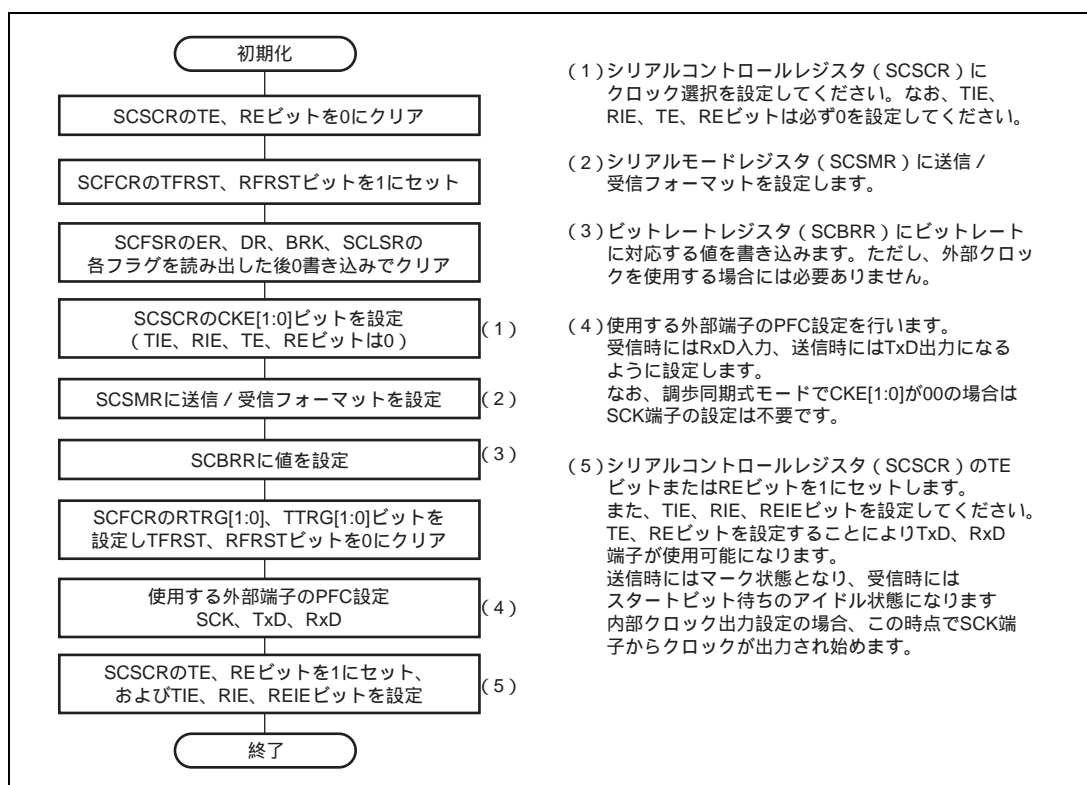 初期化
SCSCRのTE、REビットを0にクリア
SCFCRのTFRST、RFRSTビットを1にセット
SCFSRのER、DR、BRK、SCLSRの
各フラグを読み出した後0書き込みでクリア
SCSCRのCKE[1:0]ビットを設定
（TIE、RIE、TE、REビットは0）
（1）
SCSMRに送信／受信フォーマットを設定
（2）
SCBRRに値を設定
（3）
SCFCRのRTRG[1:0]、TTRG[1:0]ビットを
設定しTFRST、RFRSTビットを0にクリア
使用する外部端子のPFC設定
SCK、TxD、RxD
（4）
SCSCRのTE、REビットを1にセット、
およびTIE、RIE、REIEビットを設定
（5）
終了
（1）シリアルコントロールレジスタ（SCSCR）に
クロック選択を設定してください。なお、TIE、
RIE、TE、REビットは必ず0を設定してください。
（2）シリアルモードレジスタ（SCSMR）に送信／
受信フォーマットを設定します。
（3）ビットレートレジスタ（SCBRR）にビットレート
に対応する値を書き込みます。ただし、外部クロッ
クを使用する場合には必要ありません。
（4）使用する外部端子のPFC設定を行います。
受信時にはRxD入力、送信時にはTxD出力になる
ように設定します。
なお、調歩同期式モードでCKE[1:0]が00の場合は
SCK端子の設定は不要です。
（5）シリアルコントロールレジスタ（SCSCR）のTE
ビットまたはREビットを1にセットします。
また、TIE、RIE、REIEビットを設定してください。
TE、REビットを設定することによりTxD、RxD
端子が使用可能になります。
送信時にはマーク状態となり、受信時には
スタートビット待ちのアイドル状態になります
内部クロック出力設定の場合、この時点でSCK端
子からクロックが出力され始めます。